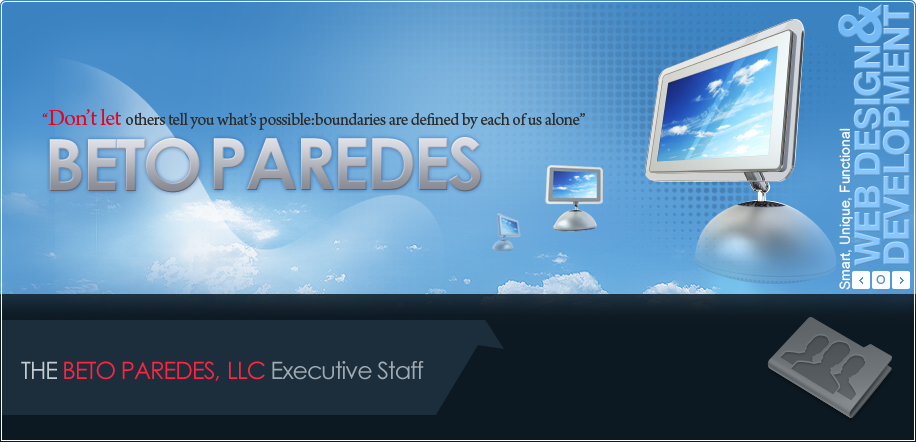 “Don’t let others tell you what’s possible:boundaries are defined by each of us alone”
BETO PAREDES
Smart, Unique, Functional
WEB DESIGN&
DEVELOPMENT
THE BETO PAREDES, LLC Executive Staff